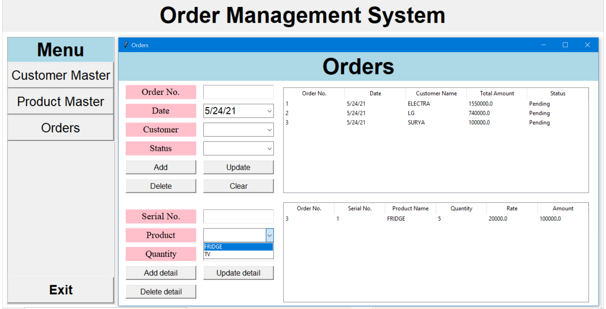 Order Management System
Menu
Customer Master
Product Master
Orders
Exit
Orders
Orders
Order No.
Date 5/24/21
Customer
Status
Add Update
Delete Clear
Order No. Date Customer Name Total Amount Status
1 5/24/21 ELECTRA 1550000.0 Pending
2 5/24/21 LG 740000.0 Pending
3 5/24/21 SURYA 100000.0 Pending
Serial No.
Product
FRIDGE
TV
Quantity
Add detail Update detail
Delete detail
Order No. Serial No. Product Name Quantity Rate Amount
3 1 FRIDGE 5 20000.0 100000.0